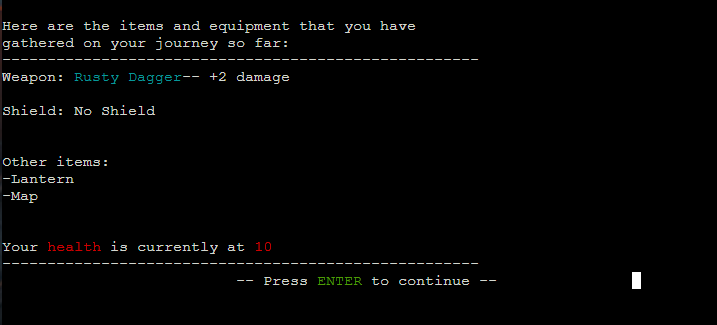 Here are the items and equipment that you have
gathered on your journey so far:
-----------------------------------------------------
Weapon: Rusty Dagger-- +2 damage
Shield: No Shield
Other items:
-Lantern
-Map
Your health is currently at 10
-----------------------------------------------------
-- Press ENTER to continue --